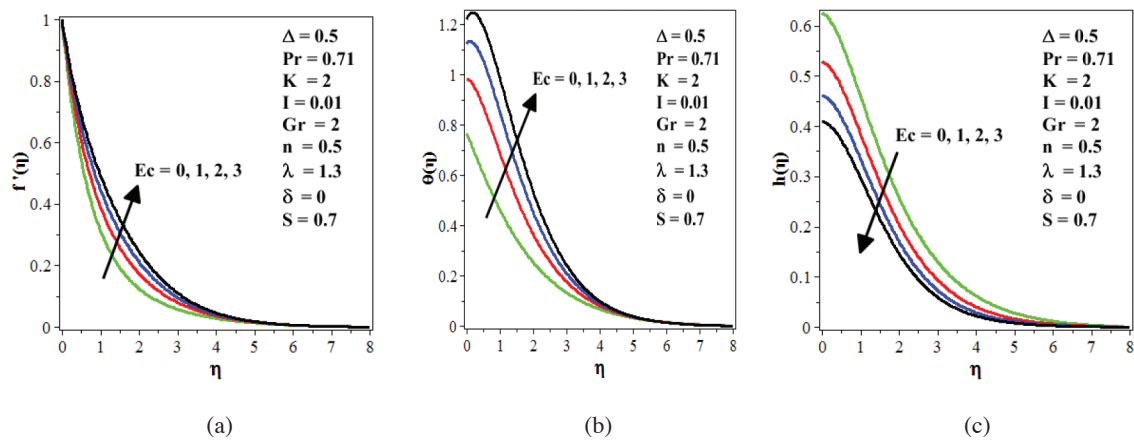 1
0.8
0.6
0.4
0.2
0
f '(η)
0 1 2 3 4 5 6 7 8
η
Ec = 0, 1, 2, 3
Δ = 0.5
Pr = 0.71
K = 2
I = 0.01
Gr = 2
n = 0.5
λ = 1.3
δ = 0
S = 0.7
(a)
1.2
1
0.8
0.6
0.4
0.2
0
θ(η)
0 1 2 3 4 5 6 7 8
η
Ec = 0, 1, 2, 3
Δ = 0.5
Pr = 0.71
K = 2
I = 0.01
Gr = 2
n = 0.5
λ = 1.3
δ = 0
S = 0.7
(b)
0.6
0.5
0.4
0.3
0.2
0.1
0
h(η)
0 1 2 3 4 5 6 7 8
η
Ec = 0, 1, 2, 3
Δ = 0.5
Pr = 0.71
K = 2
I = 0.01
Gr = 2
n = 0.5
λ = 1.3
δ = 0
S = 0.7
(c)